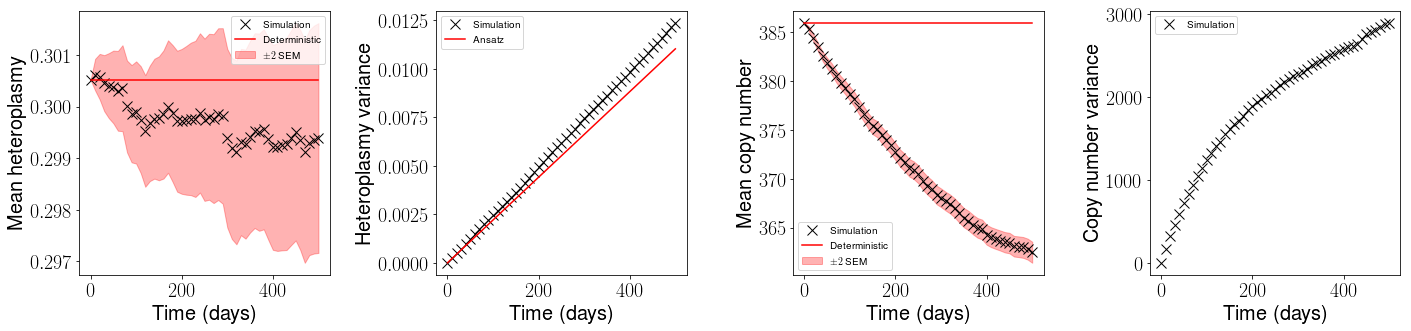 Mean heteroplasmy
0.301
0.300
0.299
0.298
0.297
Simulation
Deterministic
±2 SEM
0 200 400
Time (days)
Heteroplasmy variance
0.0125
0.0100
0.0075
0.0050
0.0025
0.0000
Simulation
Ansatz
0 200 400
Time (days)
Mean copy number
385
380
375
370
365
Simulation
Deterministic
±2 SEM
0 200 400
Time (days)
Copy number variance
3000
2000
1000
0
Simulation
0 200 400
Time (days)